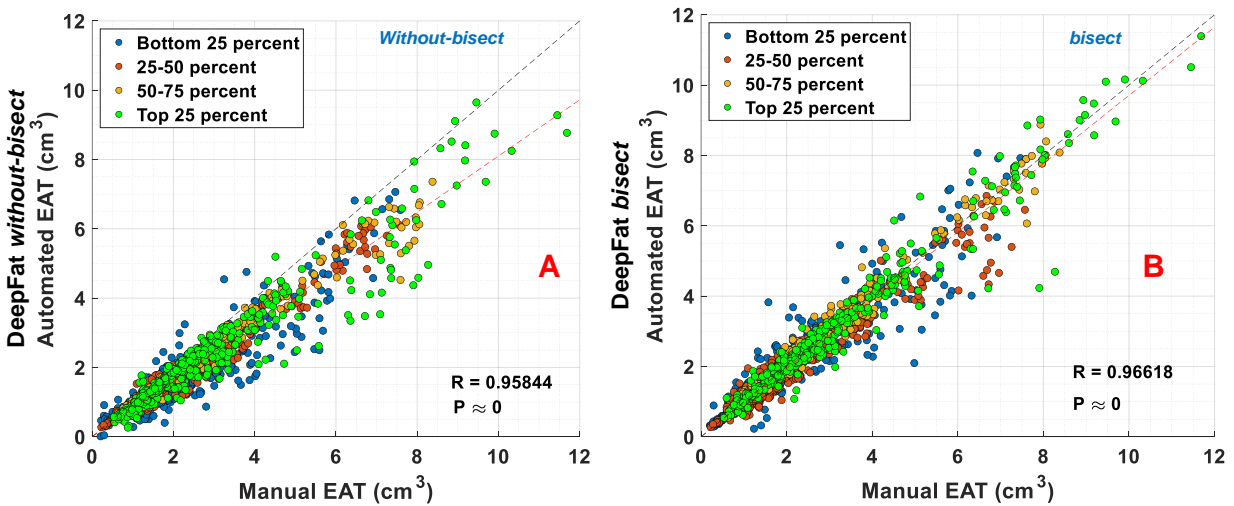 DeepFat without-bisect
Automated EAT (cm3)
12
10
8
6
4
2
0
Bottom 25 percent
25-50 percent
50-75 percent
Top 25 percent
Without-bisect
A
R = 0.95844
P ≈ 0
0 2 4 6 8 10 12
Manual EAT (cm3)
DeepFat bisect
Automated EAT (cm3)
12
10
8
6
4
2
0
Bottom 25 percent
25-50 percent
50-75 percent
Top 25 percent
bisect
B
R = 0.96618
P ≈ 0
0 2 4 6 8 10 12
Manual EAT (cm3)